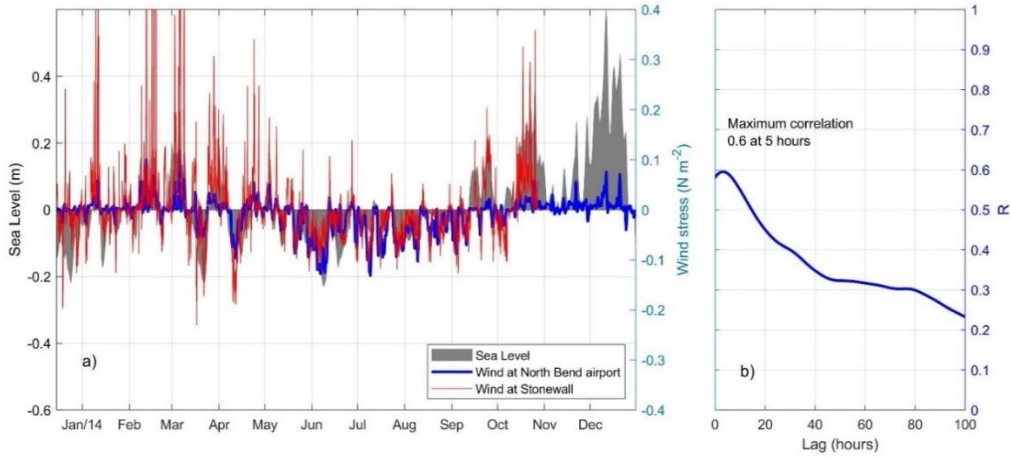 0.4
0.2
0
-0.2
-0.4
-0.6
Sea Level (m)
a)
Sea Level
Wind at North Bend airport
Wind at Stonewall
Jan/14 Feb Mar Apr May Jun Jul Aug Sep Oct Nov Dec
0.4
0.3
0.2
0.1
0
-0.1
-0.2
-0.3
-0.4
Wind stress (N m-2)
Maximum correlation
0.6 at 5 hours
b)
0 20 40 60 80 100
Lag (hours)
1
0.9
0.8
0.7
0.6
0.5
0.4
0.3
0.2
0.1
0
R